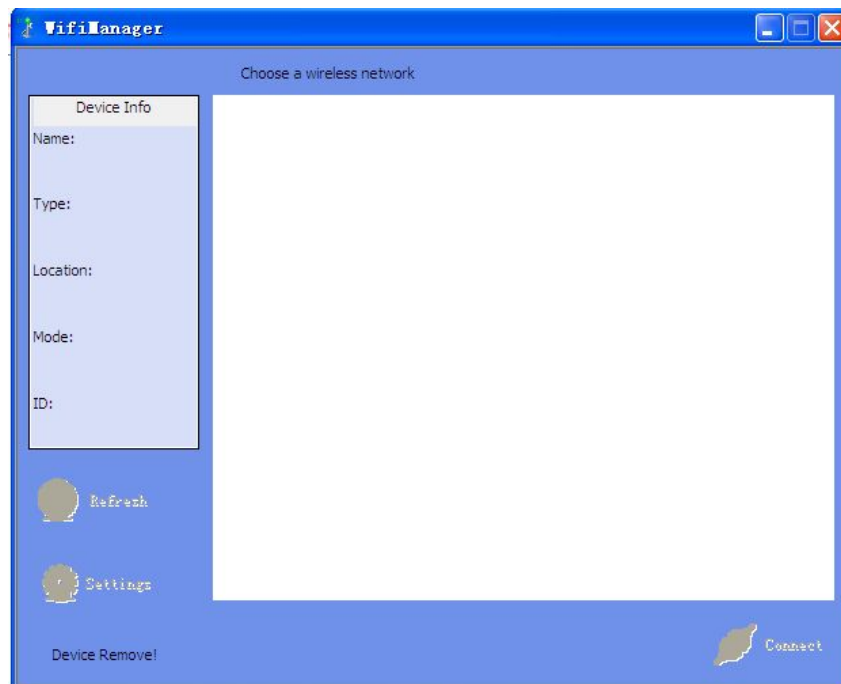 WifiManager
Choose a wireless network
Device Info
Name:
Type:
Location:
Mode:
ID:
Refresh
Settings
Device Remove!
Connect